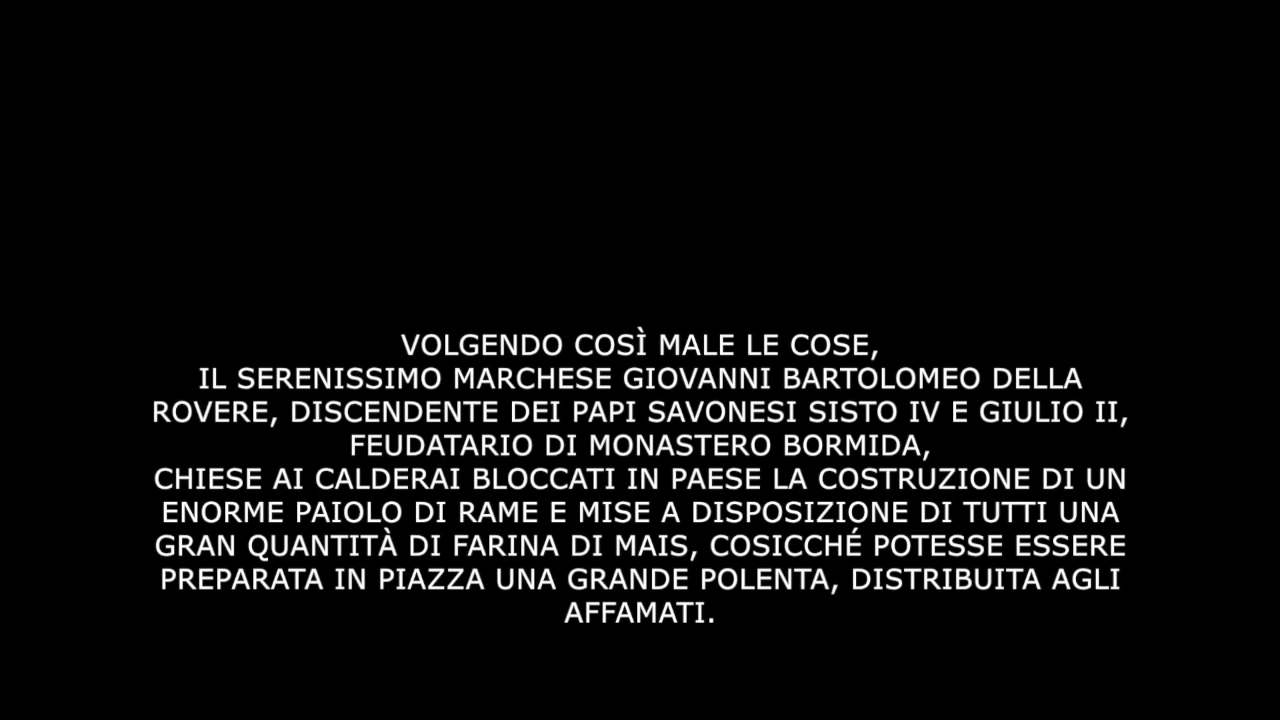 VOLGENDO COSÌ MALE LE COSE,
IL SERENISSIMO MARCHESE GIOVANNI BARTOLOMEO DELLA
ROVERE, DISCENDENTE DEI PAPI SAVONESI SISTO IV E GIULIO II,
FEUDATARIO DI MONASTERO BORMIDA,
CHIESE AI CALDERAI BLOCCATI IN PAESE LA COSTRUZIONE DI UN
ENORME PAIOLO DI RAME E MISE A DISPOSIZIONE DI TUTTI UNA
GRAN QUANTITÀ DI FARINA DI MAIS, COSICCHÉ POTESSE ESSERE
PREPARATA IN PIAZZA UNA GRANDE POLENTA, DISTRIBUITA AGLI
AFFAMATI.